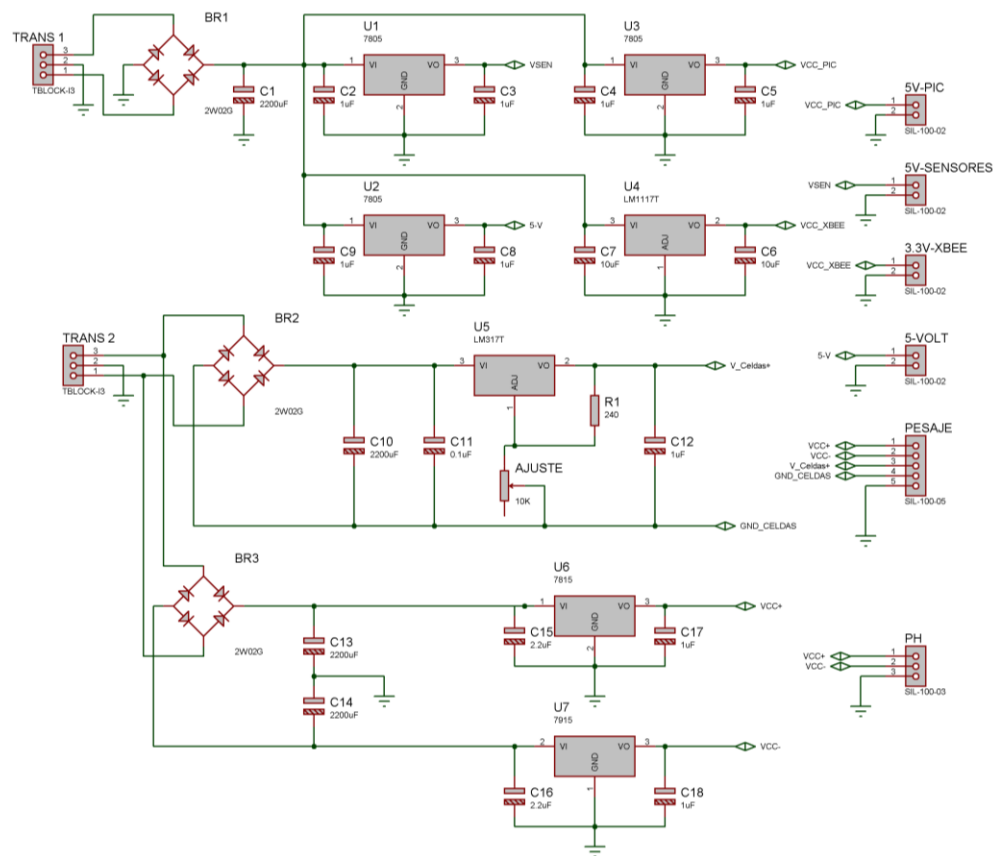 TRANS 1
3
2
1
TBLOCK-I3
BR1
2W02G
C1
2200uF
C2
1uF
U1
7805
1
VI
VO
3
GND
2
C3
1uF
VSEN
C4
1uF
U3
7805
1
VI
VO
3
GND
2
C5
1uF
VCC_PIC
5V-PIC
VCC_PIC
1
2
SIL-100-02
5V-SENSORES
VSEN
1
2
SIL-100-02
C9
1uF
U2
7805
1
VI
VO
3
GND
2
C8
1uF
5-V
C7
10uF
U4
LM1117T
3
VI
VO
2
ADJ
1
C6
10uF
VCC_XBEE
3.3V-XBEE
VCC_XBEE
1
2
SIL-100-02
TRANS 2
3
2
1
TBLOCK-I3
BR2
2W02G
C10
2200uF
C11
0.1uF
U5
LM317T
3
VI
VO
2
ADJ
1
R1
240
AJUSTE
10K
C12
1uF
V_Celdas+
GND_CELDAS
5-VOLT
5-V
1
2
SIL-100-02
PESAJE
VCC+
1
VCC-
2
V_Celdas+
3
GND_CELDAS
4
5
SIL-100-05
BR3
2W02G
C13
2200uF
C14
2200uF
C15
2.2uF
U6
7815
1
VI
VO
3
GND
2
C17
1uF
VCC+
C16
2.2uF
U7
7915
2
VI
VO
3
GND
1
C18
1uF
VCC-
PH
VCC+
1
VCC-
2
3
SIL-100-03